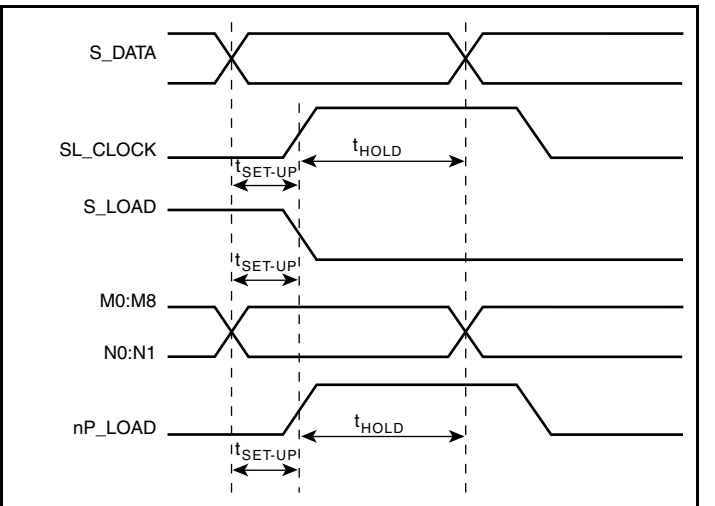 S_DATA
SL_CLOCK
tHOLD
tSET-UP
S_LOAD
tSET-UP
M0:M8
N0:N1
nP_LOAD
tHOLD
tSET-UP